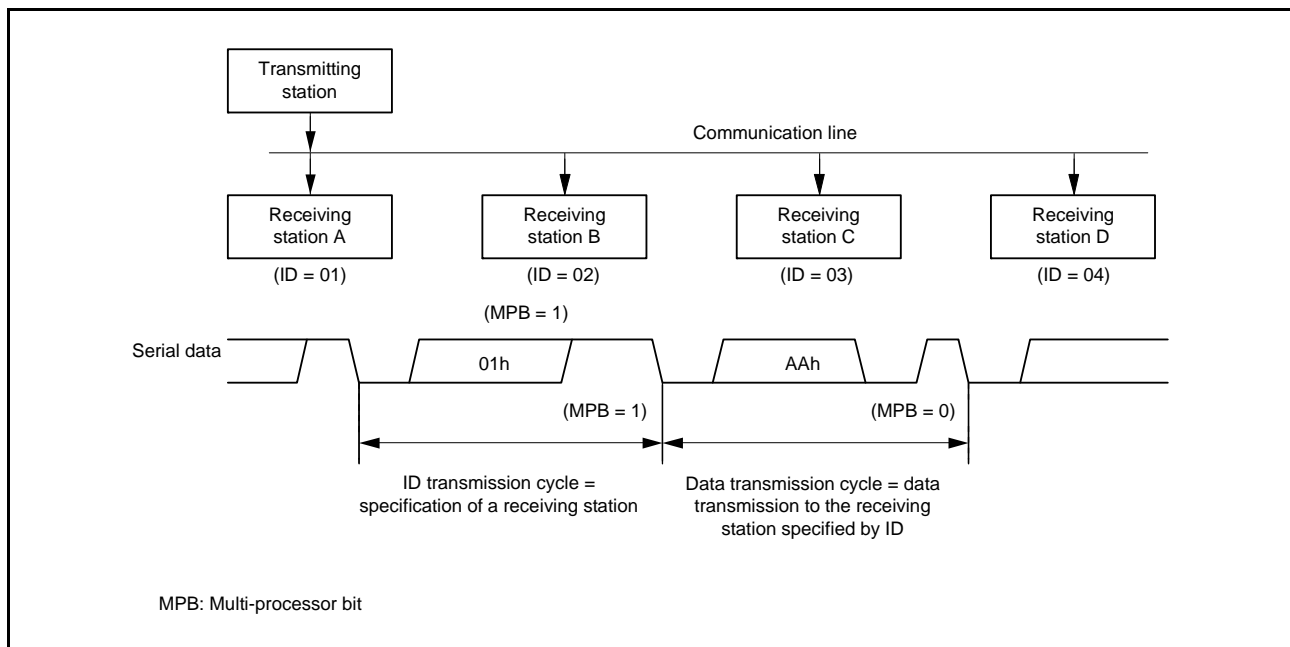 Transmitting
station
Communication line
Receiving
station A
Receiving
station B
Receiving
station C
Receiving
station D
(ID = 01)
(ID = 02)
(ID = 03)
(ID = 04)
(MPB = 1)
Serial data
01h
AAh
(MPB = 1)
(MPB = 0)
ID transmission cycle =
specification of a receiving station
Data transmission cycle = data
transmission to the receiving
station specified by ID
MPB: Multi-processor bit